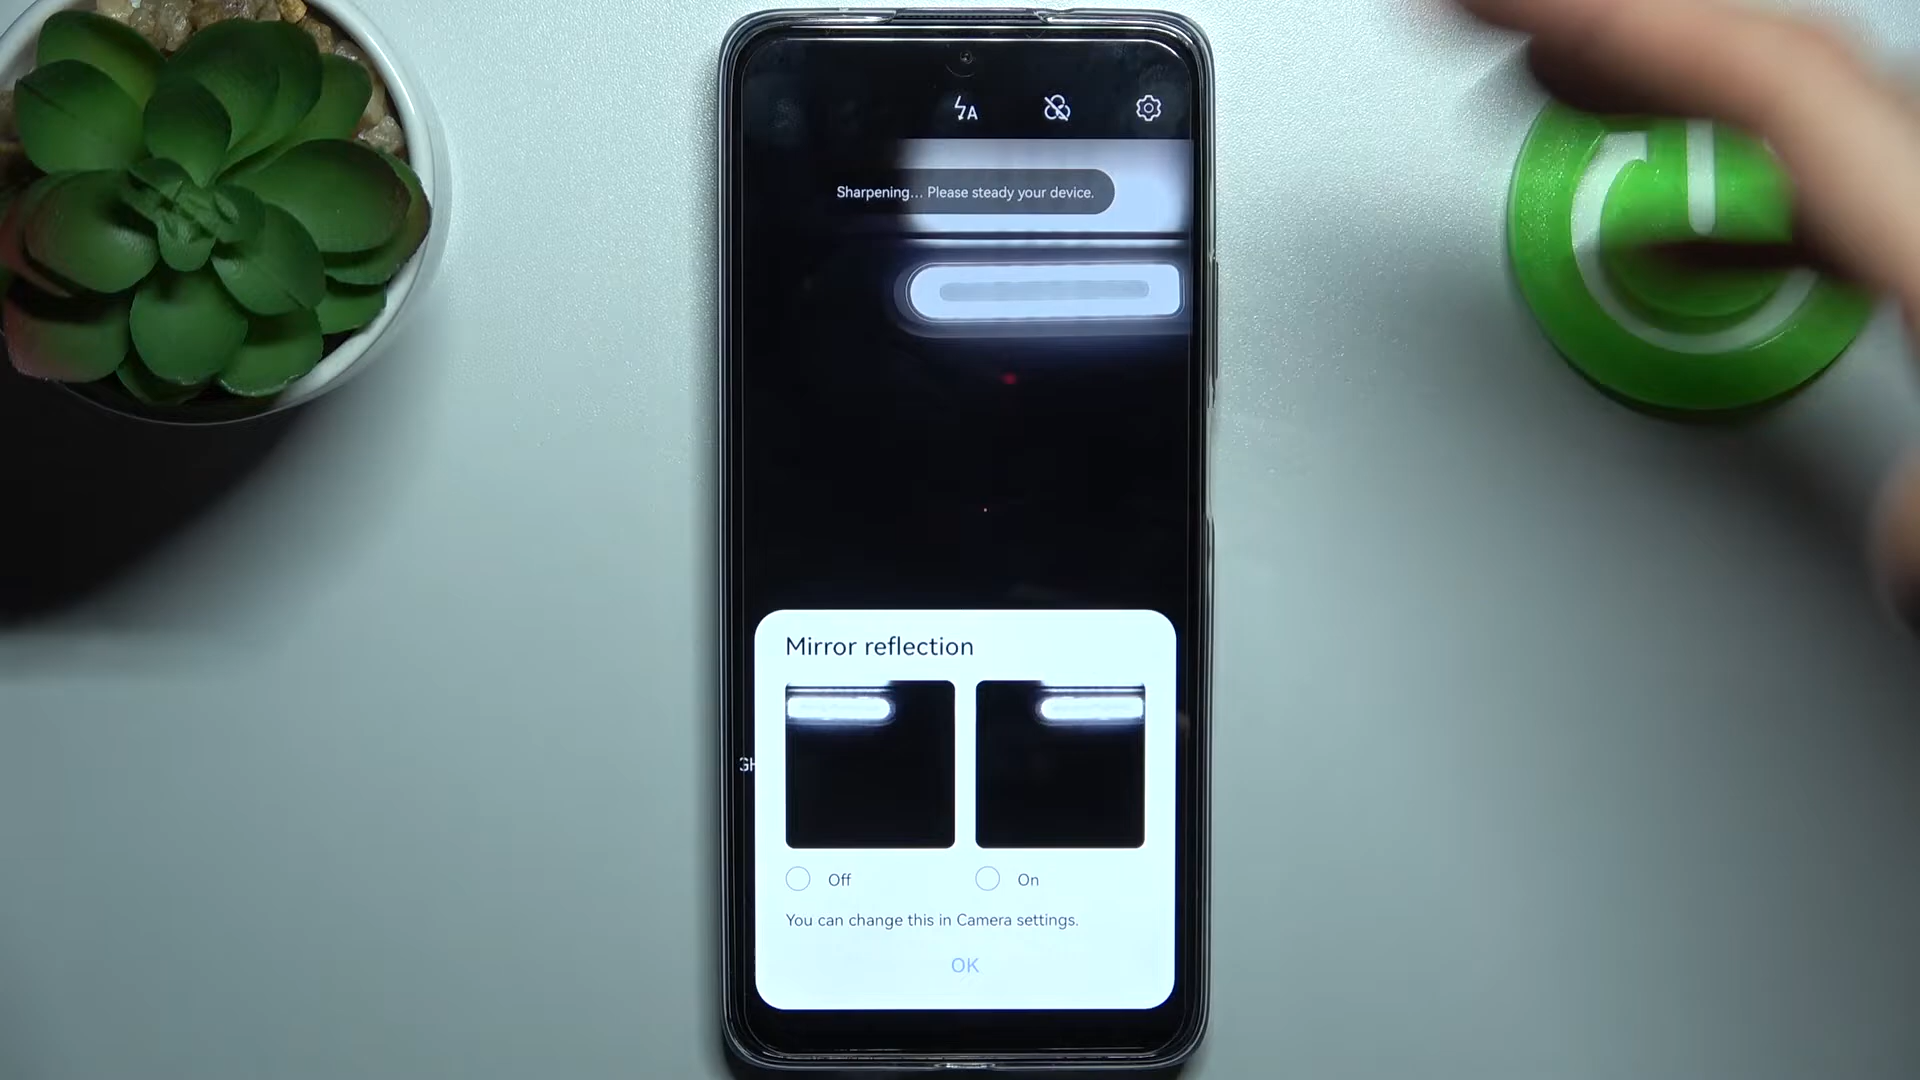 Sharpening... Please steady your device.
Mirror reflection
Off
On
You can change this in Camera settings.
OK